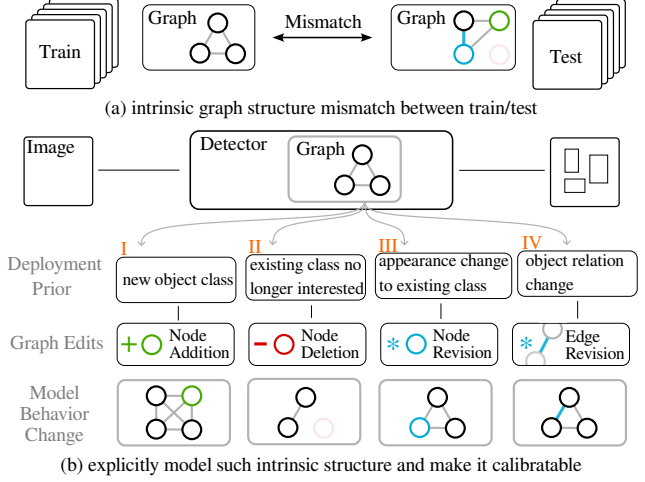 Train
Graph
Mismatch
Graph
Test
(a) intrinsic graph structure mismatch between train/test
Image
Detector
Graph
Deployment
Prior
I
new object class
II
existing class no
longer interested
III
appearance change
to existing class
IV
object relation
change
Graph Edits
+ Node
Addition
- Node
Deletion
* Node
Revision
* Edge
Revision
Model
Behavior
Change
(b) explicitly model such intrinsic structure and make it calibratable